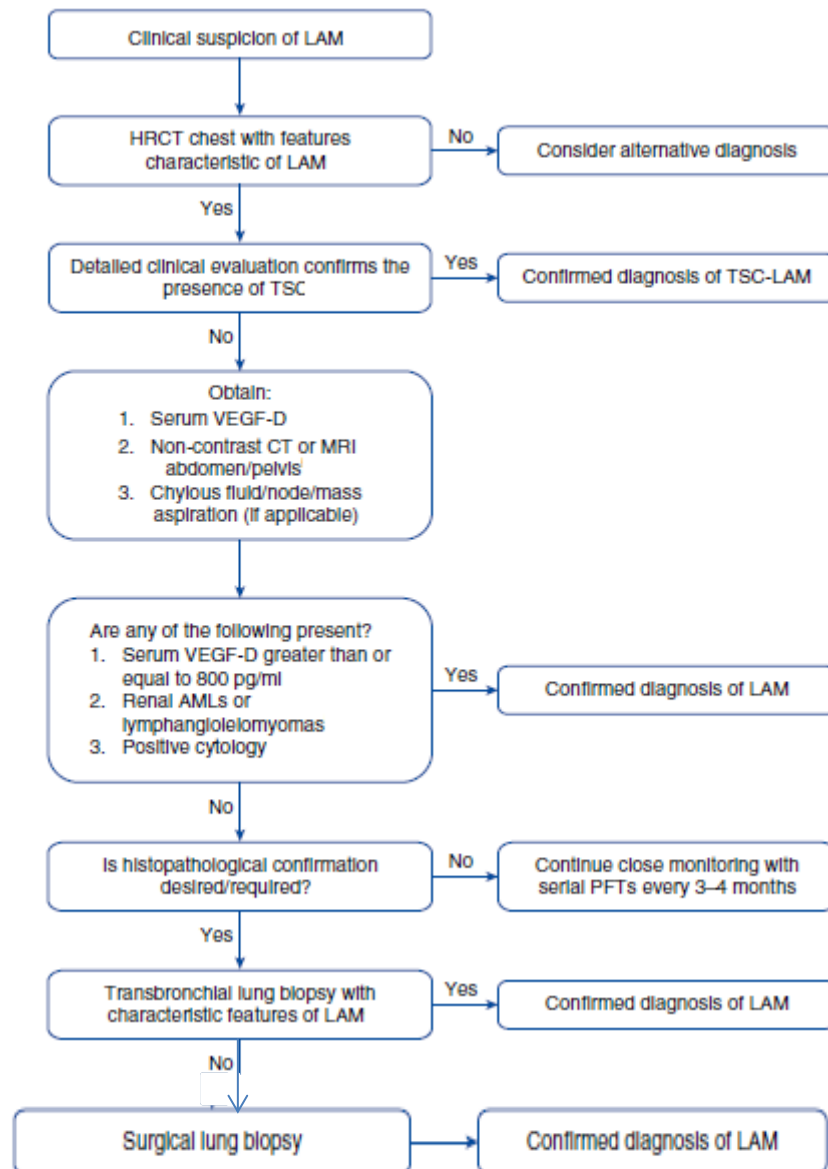 Clinical suspicion of LAM
HRCT chest with features
characteristic of LAM
No
Consider alternative diagnosis
Yes
Detailed clinical evaluation confirms the
presence of TSC
Yes
Confirmed diagnosis of TSC-LAM
No
Obtain:
1. Serum VEGF-D
2. Non-contrast CT or MRI
abdomen/pelvis
3. Chylous fluid/node/mass
aspiration (if applicable)
Are any of the following present?
1. Serum VEGF-D greater than or
equal to 800 pg/ml
2. Renal AMLs or
lymphangioleiomyomas
3. Positive cytology
Yes
Confirmed diagnosis of LAM
No
Is histopathological confirmation
desired/required?
No
Continue close monitoring with
serial PFTs every 3–4 months
Yes
Transbronchial lung biopsy with
characteristic features of LAM
Yes
Confirmed diagnosis of LAM
No
Surgical lung biopsy
Confirmed diagnosis of LAM